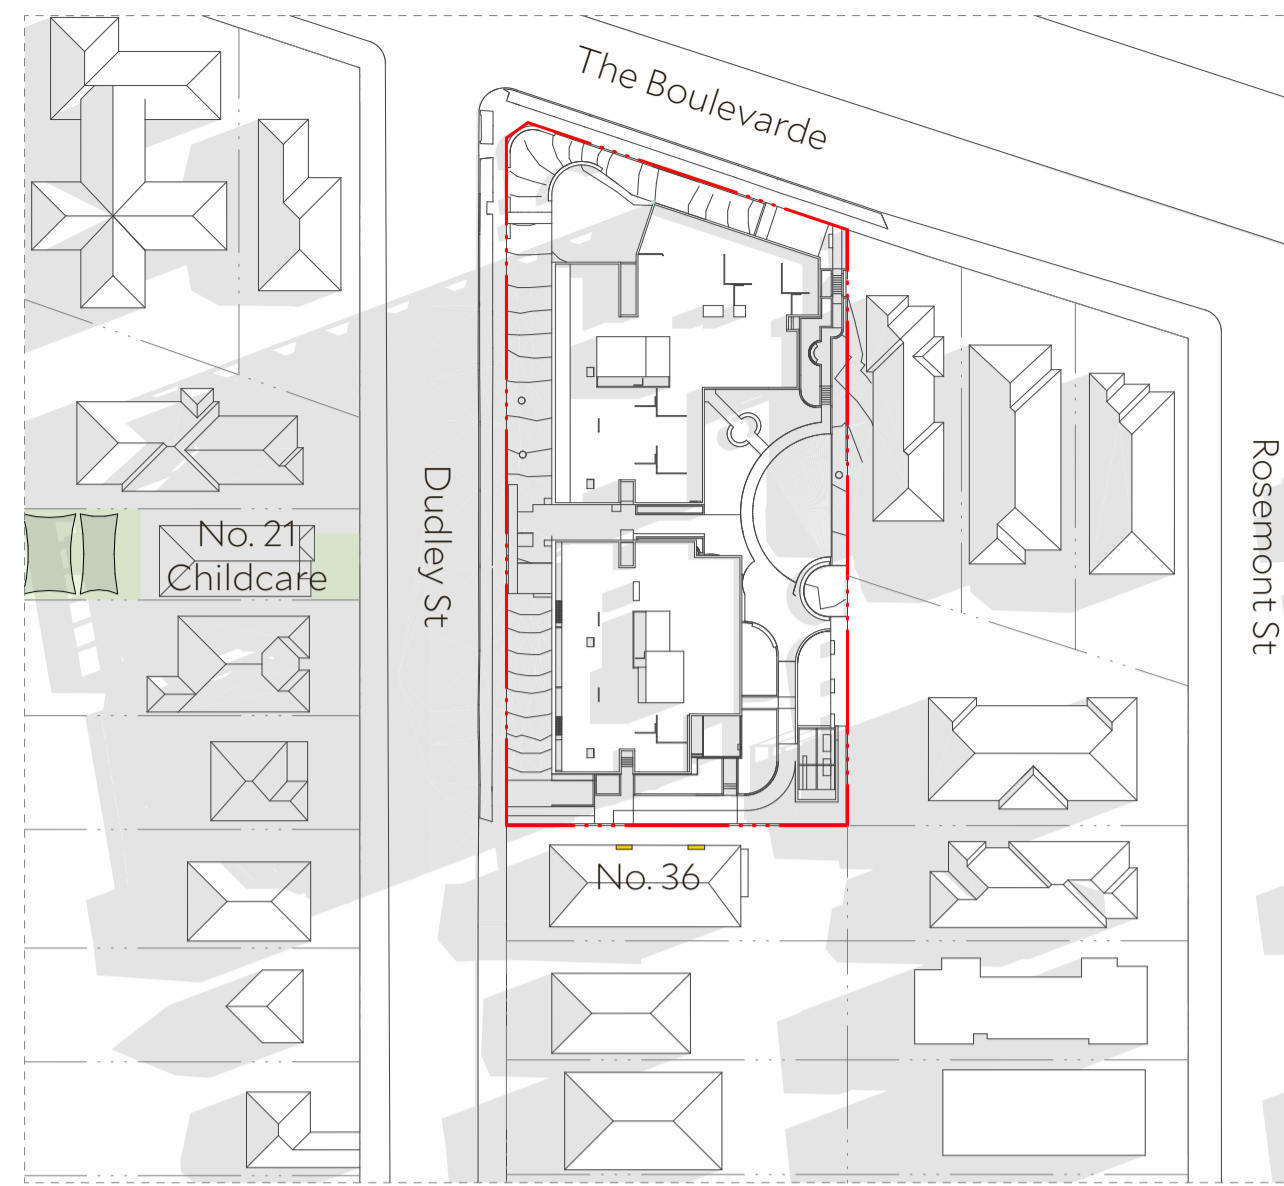 The Boulevarde
Dudley St
Rosemont St
No. 21
Childcare
No. 36